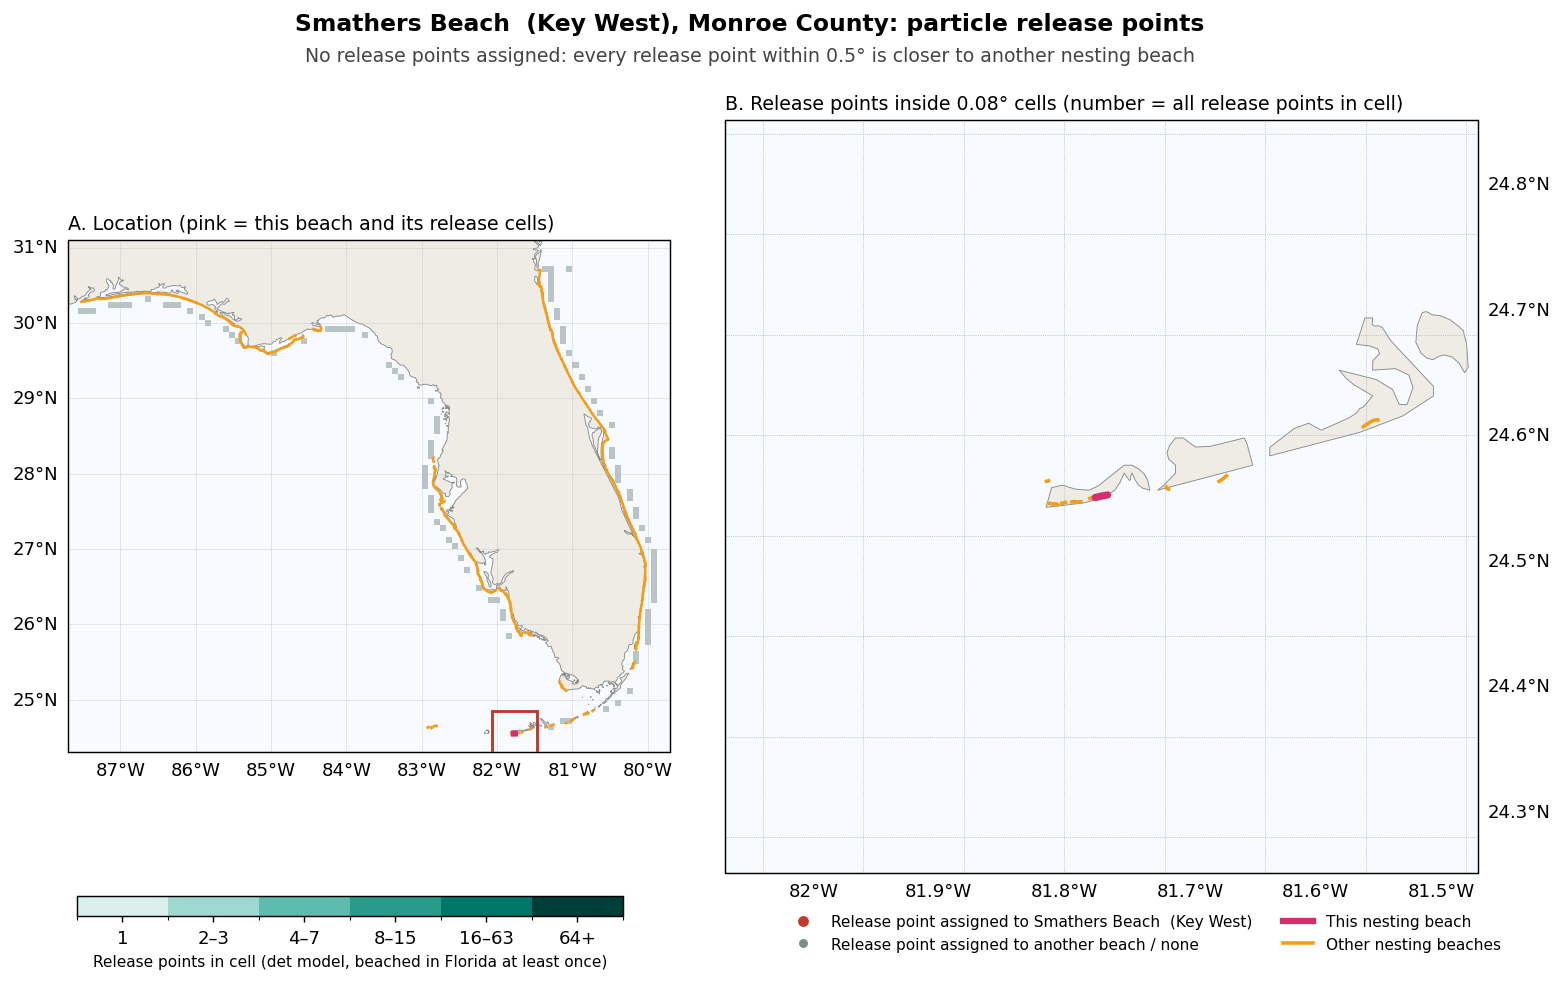 Smathers Beach  (Key West), Monroe County: particle release points
No release points assigned: every release point within 0.5° is closer to another nesting beach
A. Location (pink = this beach and its release cells)
31°N
30°N
29°N
28°N
27°N
26°N
25°N
87°W 86°W 85°W 84°W 83°W 82°W 81°W 80°W
B. Release points inside 0.08° cells (number = all release points in cell)
24.8°N
24.7°N
24.6°N
24.5°N
24.4°N
24.3°N
82°W 81.9°W 81.8°W 81.7°W 81.6°W 81.5°W
1 2–3 4–7 8–15 16–63 64+
Release points in cell (det model, beached in Florida at least once)
Release point assigned to Smathers Beach  (Key West)
Release point assigned to another beach / none
This nesting beach
Other nesting beaches